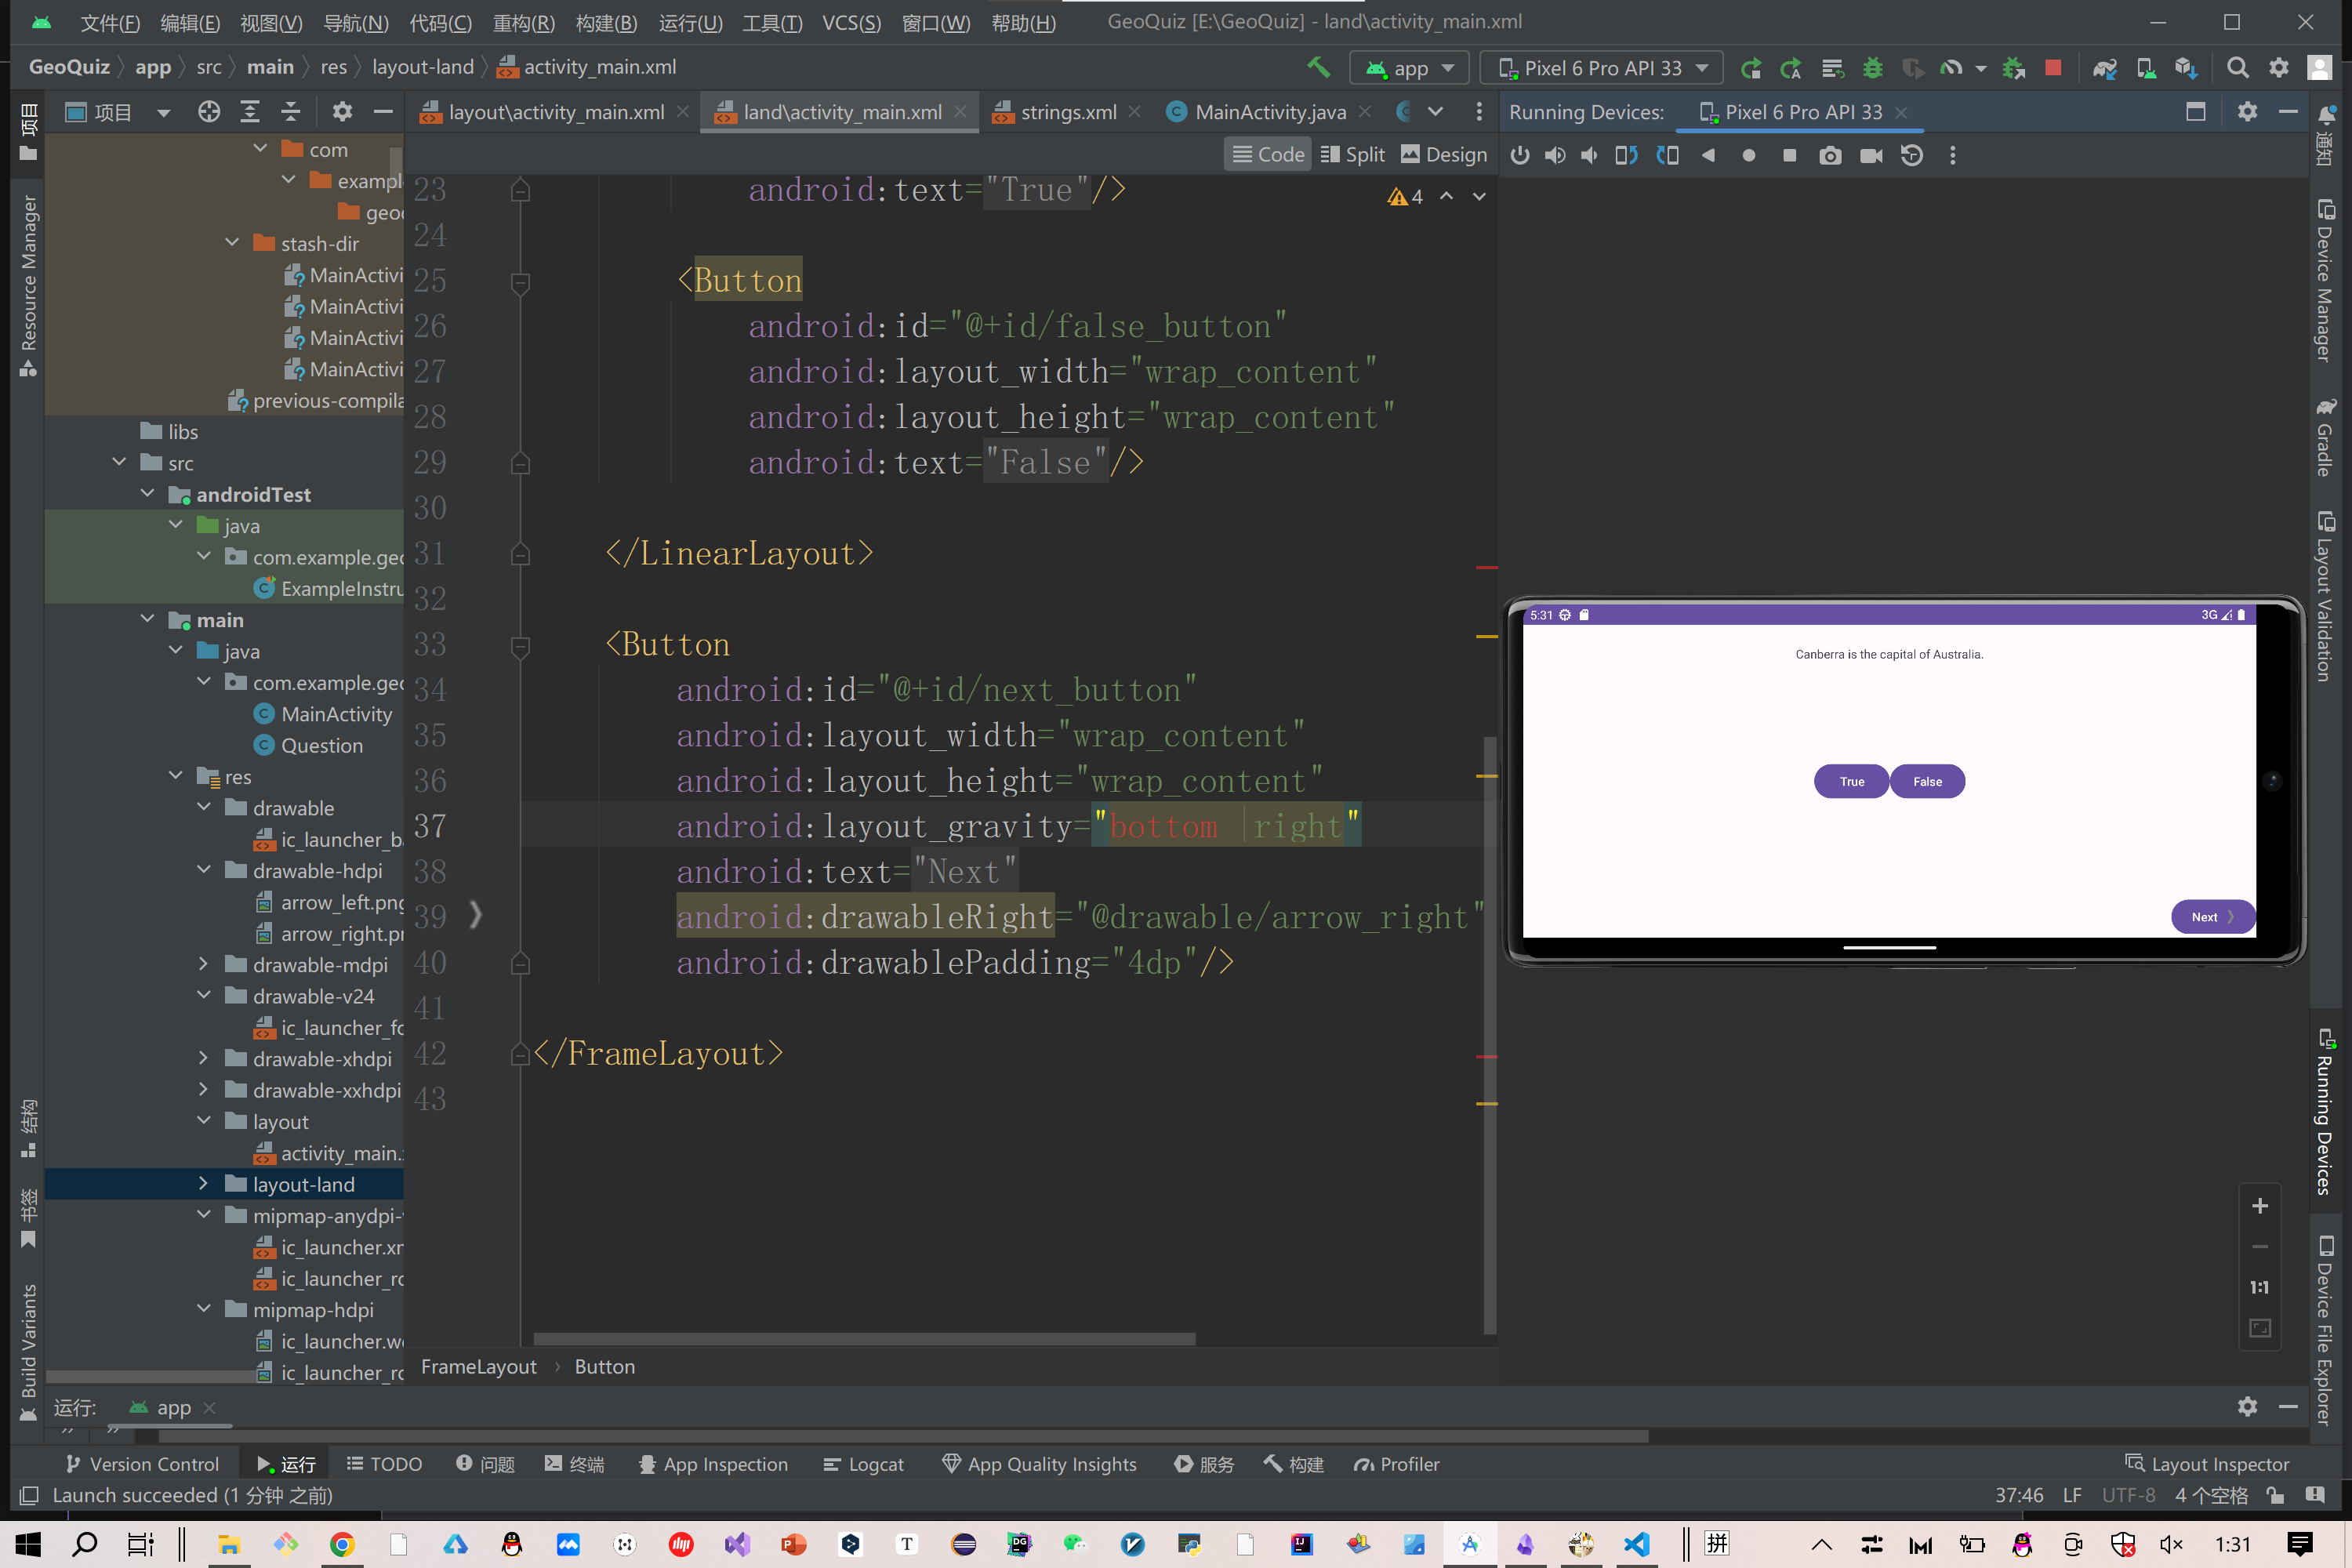 文件(F) 编辑(E) 视图(V) 导航(N) 代码(C) 重构(R) 构建(B) 运行(U) 工具(T) VCS(S) 窗口(W) 帮助(H) GeoQuiz [E:\GeoQuiz] - land\activity_main.xml
GeoQuiz app src main res layout-land activity_main.xml
app Pixel 6 Pro API 33
项目
layout\activity_main.xml land\activity_main.xml strings.xml MainActivity.java
Running Devices: Pixel 6 Pro API 33
Code Split Design
项目
Resource Manager
结构
书签
Build Variants
com
exampl
geo
stash-dir
MainActivi
MainActivi
MainActivi
MainActivi
previous-compila
libs
src
androidTest
java
com.example.geo
ExampleInstru
main
java
com.example.geo
MainActivity
Question
res
drawable
ic_launcher_ba
drawable-hdpi
arrow_left.png
arrow_right.pr
drawable-mdpi
drawable-v24
ic_launcher_fo
drawable-xhdpi
drawable-xxhdpi
layout
activity_main.
layout-land
mipmap-anydpi-
ic_launcher.xr
ic_launcher_ro
mipmap-hdpi
ic_launcher.we
ic_launcher_ro
4
23 android:text="True"/>
24
25 <Button
26 android:id="@+id/false_button"
27 android:layout_width="wrap_content"
28 android:layout_height="wrap_content"
29 android:text="False"/>
30
31 </LinearLayout>
32
33 <Button
34 android:id="@+id/next_button"
35 android:layout_width="wrap_content"
36 android:layout_height="wrap_content"
37 android:layout_gravity="bottom |right"
38 android:text="Next"
39 android:drawableRight="@drawable/arrow_right"
40 android:drawablePadding="4dp"/>
41
42 </FrameLayout>
43
FrameLayout Button
5:31 3G
Canberra is the capital of Australia.
True False
Next
1:1
通知
Device Manager
Gradle
Layout Validation
Running Devices
Device File Explorer
运行: app
Version Control 运行 TODO 问题 终端 App Inspection Logcat App Quality Insights 服务 构建 Profiler Layout Inspector
Launch succeeded (1 分钟 之前) 37:46 LF UTF-8 4 个空格
拼 1:31